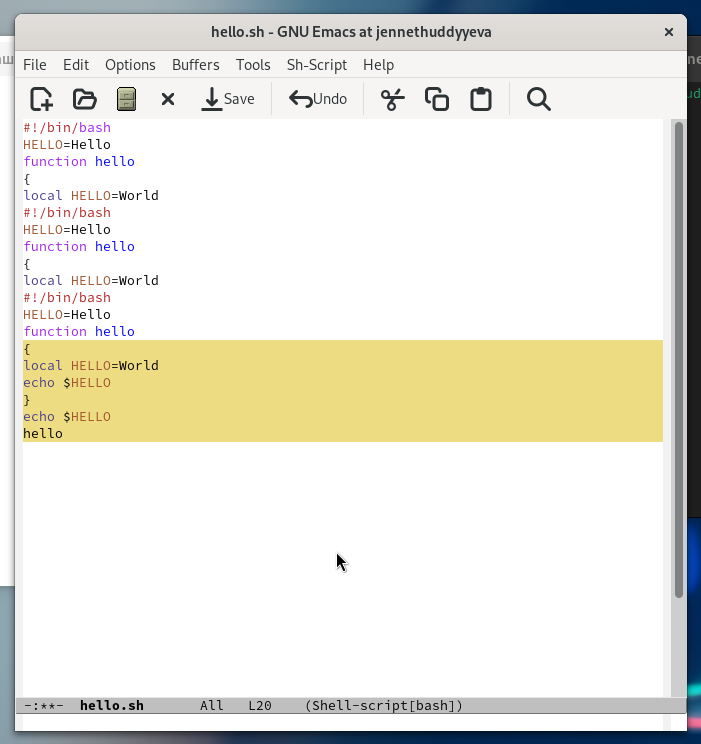 hello.sh - GNU Emacs at jennethuddyyeva
File Edit Options Buffers Tools Sh-Script Help
Save Undo
#!/bin/bash
HELLO=Hello
function hello
{
local HELLO=World
#!/bin/bash
HELLO=Hello
function hello
{
local HELLO=World
#!/bin/bash
HELLO=Hello
function hello
{
local HELLO=World
echo $HELLO
}
echo $HELLO
hello
-:**- hello.sh All L20 (Shell-script[bash])